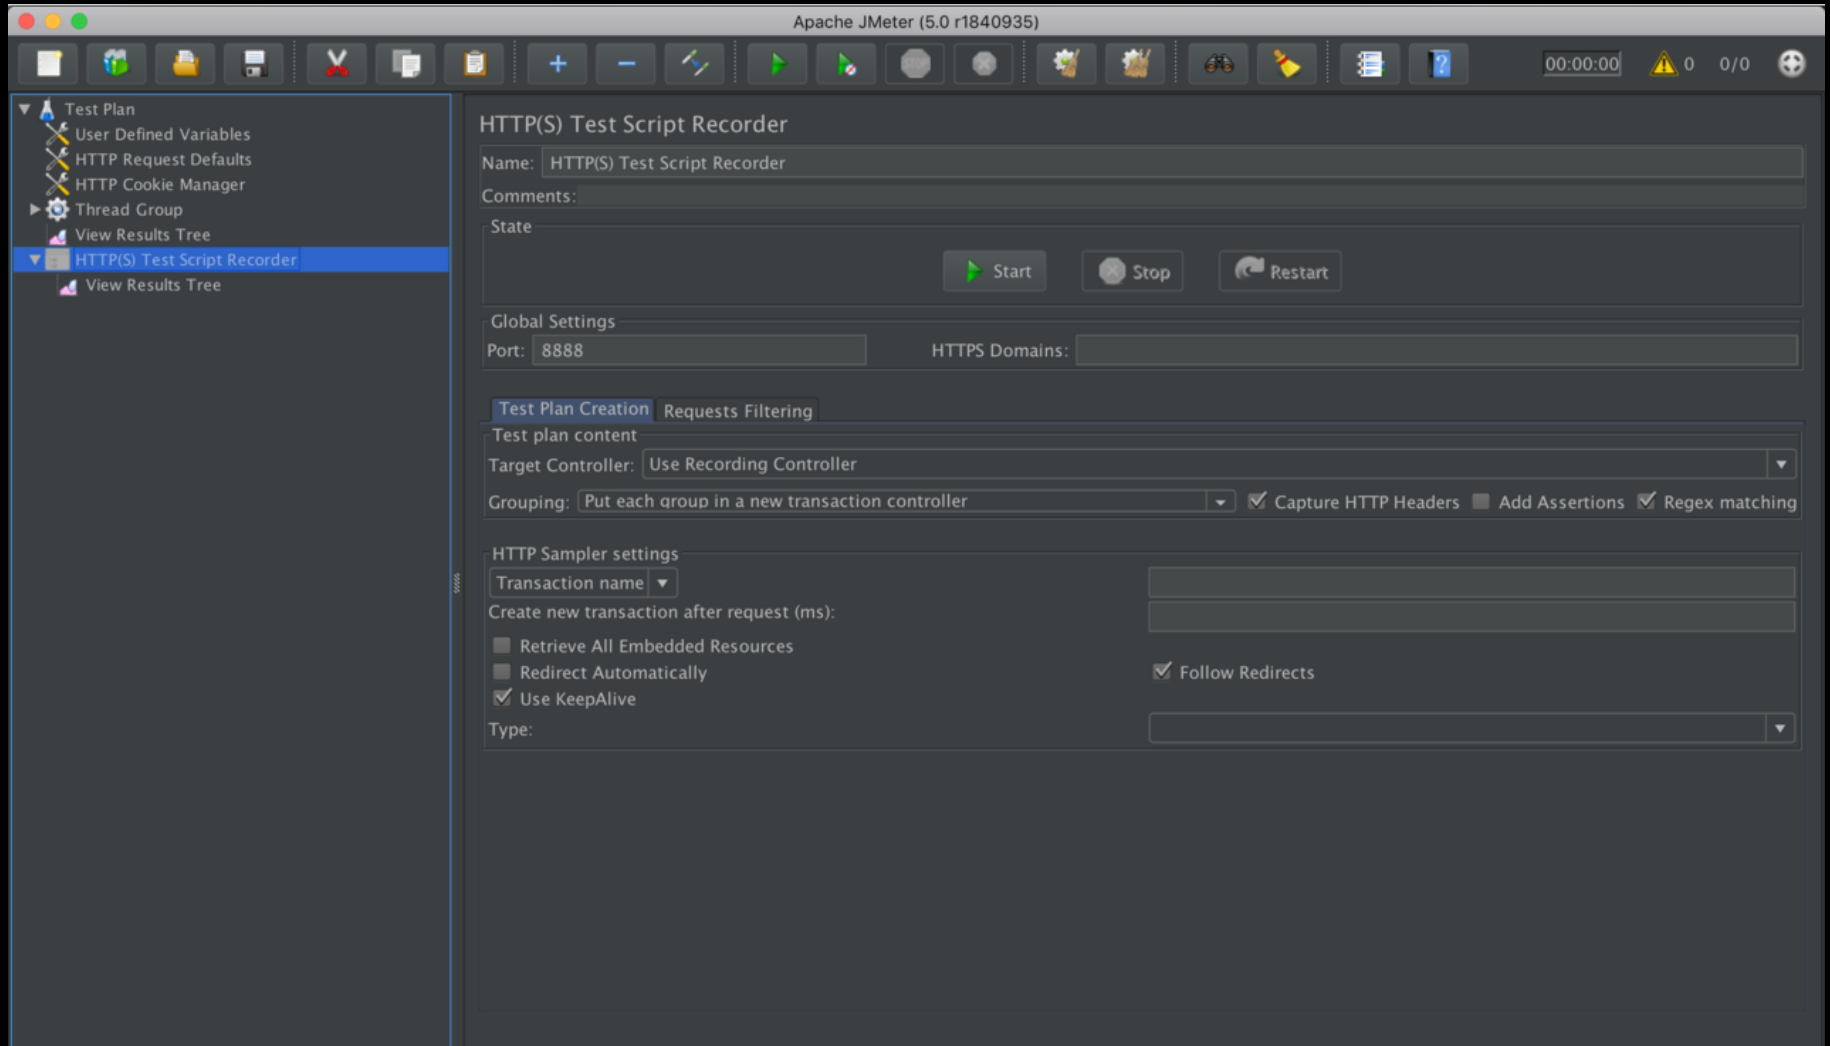 Apache JMeter (5.0 r1840935)
00:00:00 0 0/0
Test Plan
User Defined Variables
HTTP Request Defaults
HTTP Cookie Manager
Thread Group
View Results Tree
HTTP(S) Test Script Recorder
View Results Tree
HTTP(S) Test Script Recorder
Name: HTTP(S) Test Script Recorder
Comments:
State
Start Stop Restart
Global Settings
Port: 8888 HTTPS Domains:
Test Plan Creation Requests Filtering
Test plan content
Target Controller: Use Recording Controller
Grouping: Put each group in a new transaction controller Capture HTTP Headers Add Assertions Regex matching
HTTP Sampler settings
Transaction name
Create new transaction after request (ms):
Retrieve All Embedded Resources
Redirect Automatically Follow Redirects
Use KeepAlive
Type: